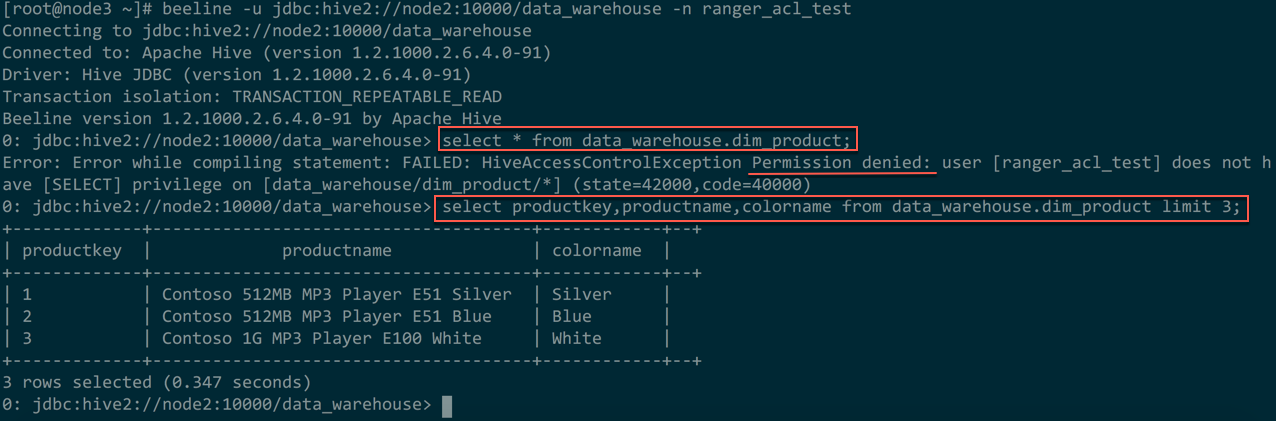 [root@node3 ~]# beeline -u jdbc:hive2://node2:10000/data_warehouse -n ranger_acl_test
Connecting to jdbc:hive2://node2:10000/data_warehouse
Connected to: Apache Hive (version 1.2.1000.2.6.4.0-91)
Driver: Hive JDBC (version 1.2.1000.2.6.4.0-91)
Transaction isolation: TRANSACTION_REPEATABLE_READ
Beeline version 1.2.1000.2.6.4.0-91 by Apache Hive
0: jdbc:hive2://node2:10000/data_warehouse> select * from data_warehouse.dim_product;
Error: Error while compiling statement: FAILED: HiveAccessControlException Permission denied: user [ranger_acl_test] does not h
ave [SELECT] privilege on [data_warehouse/dim_product/*] (state=42000,code=40000)
0: jdbc:hive2://node2:10000/data_warehouse> select productkey,productname,colorname from data_warehouse.dim_product limit 3;
+-------------+------------------------------------------+------------+--+
| productkey  |               productname                | colorname  |
+-------------+------------------------------------------+------------+--+
| 1           | Contoso 512MB MP3 Player E51 Silver      | Silver     |
| 2           | Contoso 512MB MP3 Player E51 Blue        | Blue       |
| 3           | Contoso 1G MP3 Player E100 White         | White      |
+-------------+------------------------------------------+------------+--+
3 rows selected (0.347 seconds)
0: jdbc:hive2://node2:10000/data_warehouse>